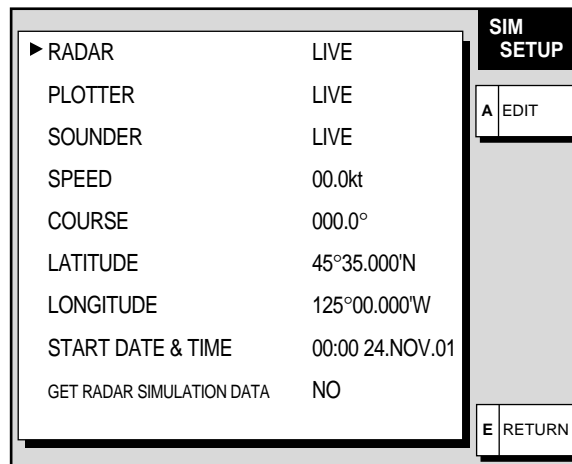 SIM
SETUP
▶ RADAR LIVE
PLOTTER LIVE
SOUNDER LIVE
SPEED 00.0kt
COURSE 000.0°
LATITUDE 45°35.000'N
LONGITUDE 125°00.000'W
START DATE & TIME 00:00 24.NOV.01
GET RADAR SIMULATION DATA NO
A EDIT
E RETURN